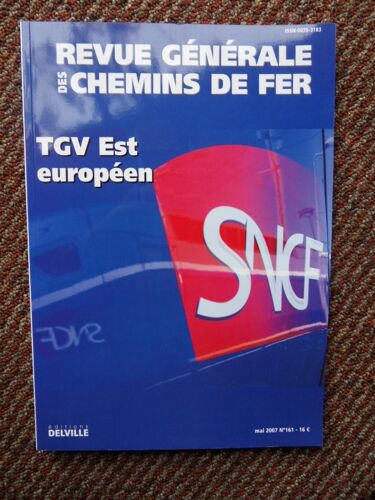 ISSN 0035-3183
REVUE GÉNÉRALE
DES CHEMINS DE FER
TGV Est
européen
SNCF
SNCF
éditions
DELVILLE
mai 2007 N°161 - 16 €